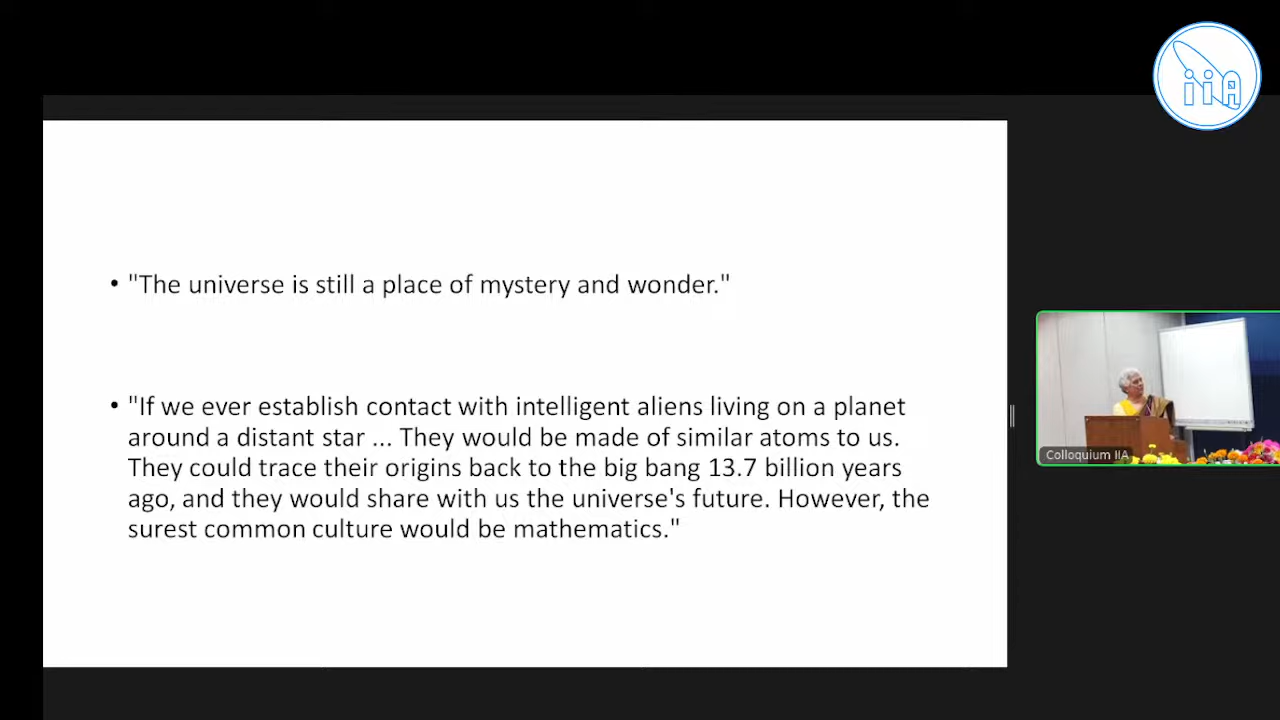 iiA
• "The universe is still a place of mystery and wonder."
• "If we ever establish contact with intelligent aliens living on a planet
around a distant star ... They would be made of similar atoms to us.
They could trace their origins back to the big bang 13.7 billion years
ago, and they would share with us the universe's future. However, the
surest common culture would be mathematics."
Colloquium IIA